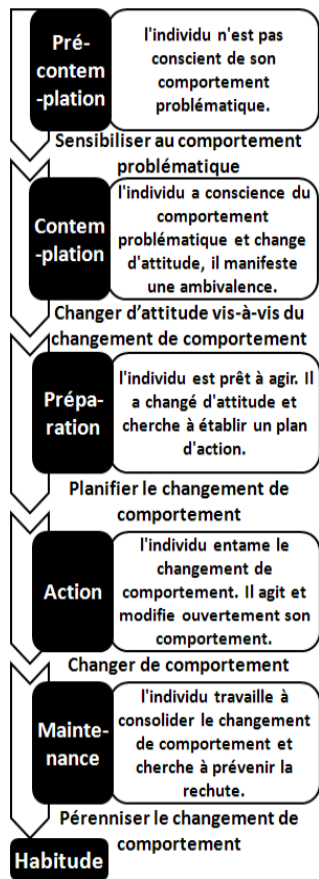 Pré-
contem
-plation
l'individu n'est pas
conscient de son
comportement
problématique.
Sensibiliser au comportement
problématique
Contem
-plation
l'individu a conscience du
comportement
problématique et change
d'attitude, il manifeste
une ambivalence.
Changer d’attitude vis-à-vis du
changement de comportement
Prépa-
ration
l'individu est prêt à agir. Il
a changé d'attitude et
cherche à établir un plan
d'action.
Planifier le changement de
comportement
Action
l'individu entame le
changement de
comportement. Il agit et
modifie ouvertement son
comportement.
Changer de comportement
Mainte-
nance
l'individu travaille à
consolider le changement
de comportement et
cherche à prévenir la
rechute.
Pérenniser le changement de
comportement
Habitude